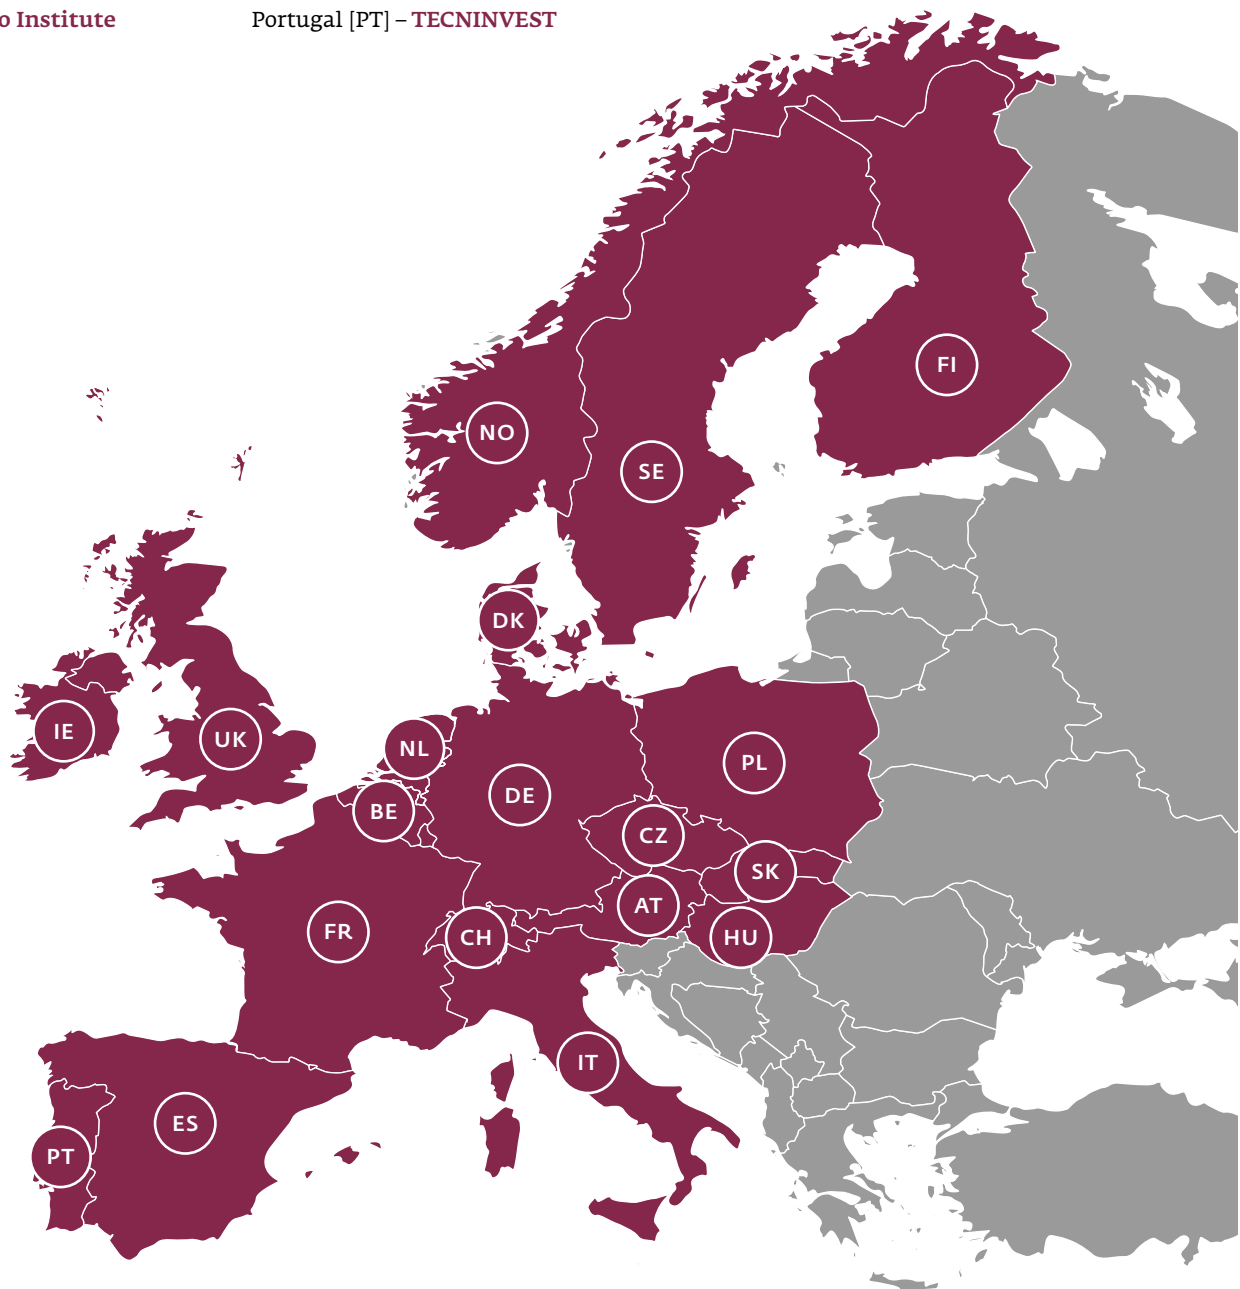 o Institute
Portugal [PT] – TECNINVEST
FI
NO
SE
DK
IE
UK
NL
PL
DE
BE
CZ
SK
AT
FR
CH
HU
IT
ES
PT